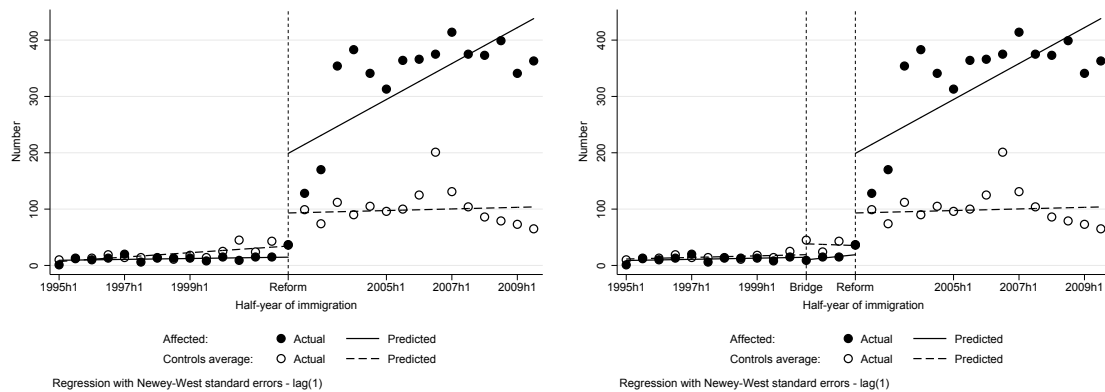 400
300
200
100
0
Number
1995h1 1997h1 1999h1 Reform 2005h1 2007h1 2009h1
Half-year of immigration
Affected: Actual Predicted
Controls average: Actual Predicted
Regression with Newey-West standard errors - lag(1)
400
300
200
100
0
Number
1995h1 1997h1 1999h1 Bridge Reform 2005h1 2007h1 2009h1
Half-year of immigration
Affected: Actual Predicted
Controls average: Actual Predicted
Regression with Newey-West standard errors - lag(1)